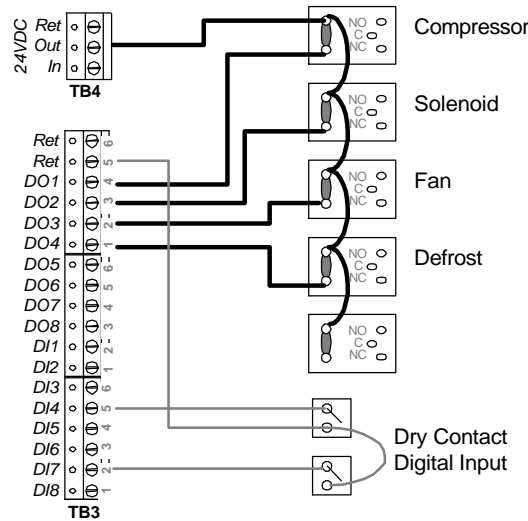 24VDC
Ret
Out
In
TB4
Ret 6
Ret 5
DO1 4
DO2 3
DO3 2
DO4 1
DO5 6
DO6 5
DO7 4
DO8 3
DI1 2
DI2 1
DI3 6
DI4 5
DI5 4
DI6 3
DI7 2
DI8 1
TB3
NO
C
NC
Compressor
NO
C
NC
Solenoid
NO
C
NC
Fan
NO
C
NC
Defrost
NO
C
NC
Dry Contact
Digital Input